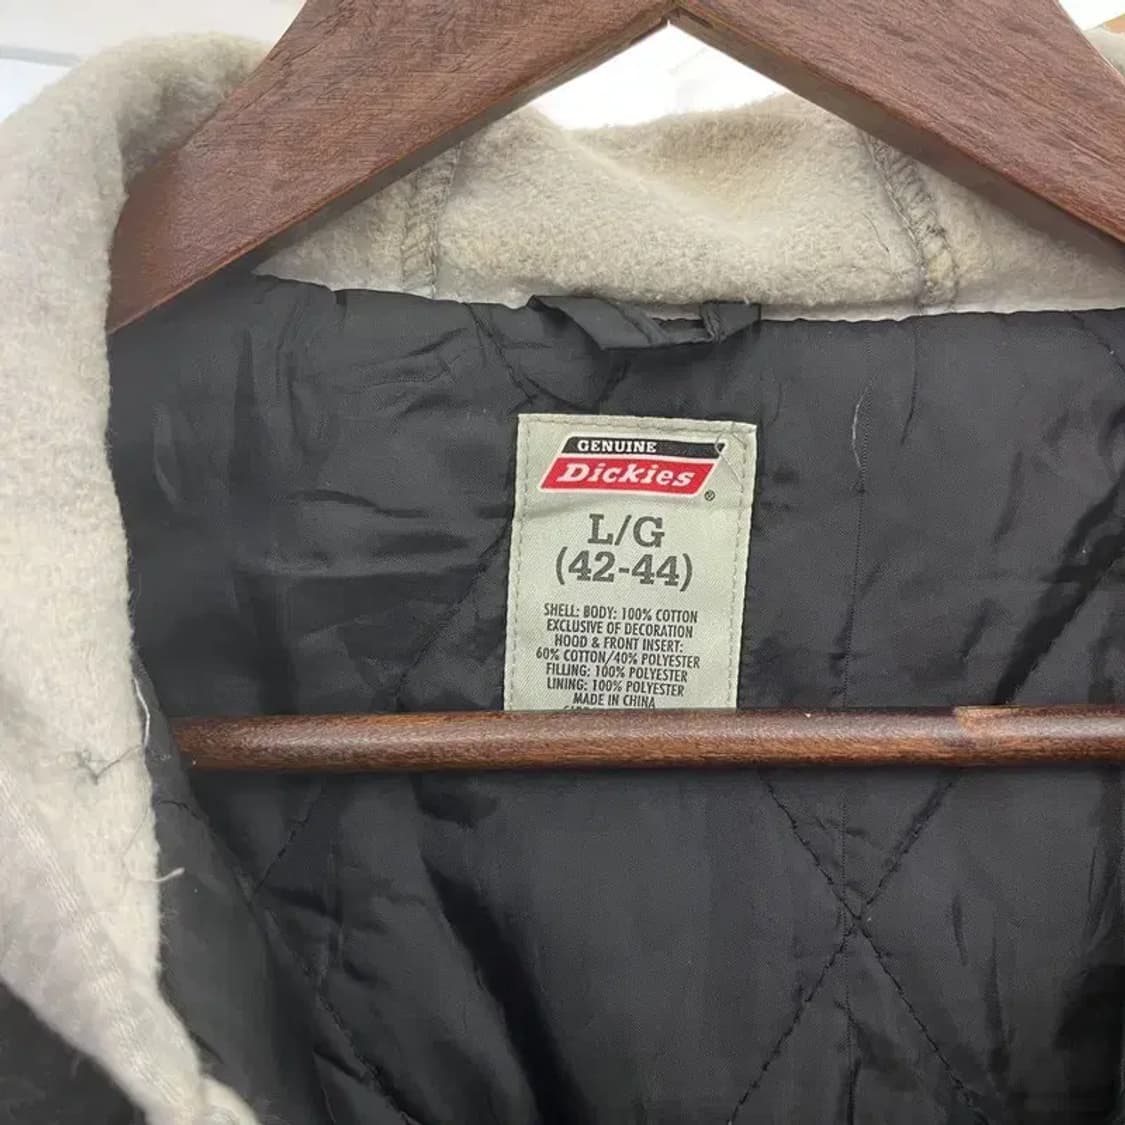 GENUINE
Dickies®
L/G
(42-44)
SHELL: BODY: 100% COTTON
EXCLUSIVE OF DECORATION
HOOD & FRONT INSERT:
60% COTTON/40% POLYESTER
FILLING: 100% POLYESTER
LINING: 100% POLYESTER
MADE IN CHINA